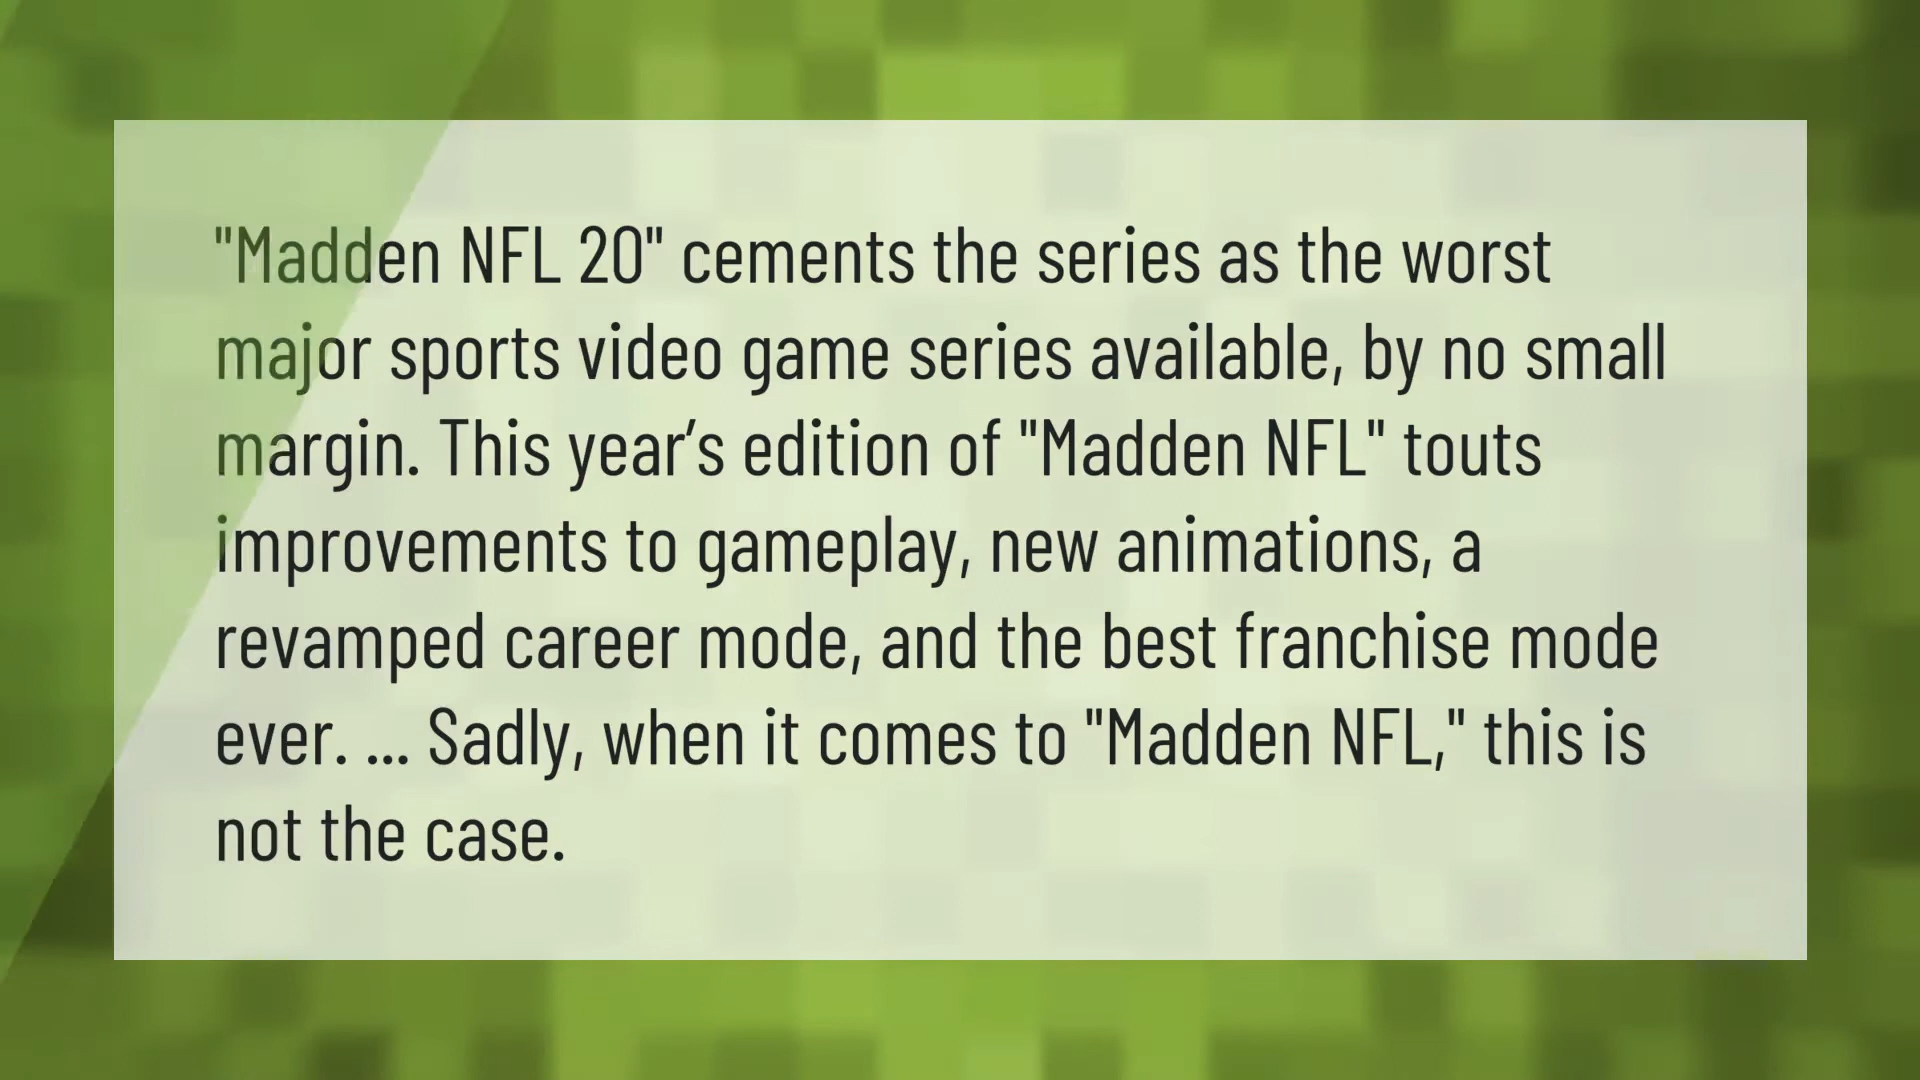 "Madden NFL 20" cements the series as the worst
major sports video game series available, by no small
margin. This year’s edition of "Madden NFL" touts
improvements to gameplay, new animations, a
revamped career mode, and the best franchise mode
ever. ... Sadly, when it comes to "Madden NFL," this is
not the case.